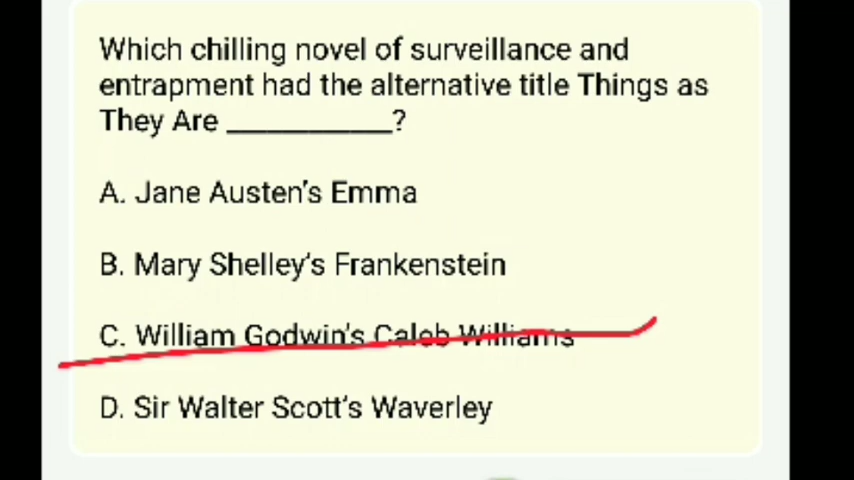 Which chilling novel of surveillance and
entrapment had the alternative title Things as
They Are ___________?
A. Jane Austen's Emma
B. Mary Shelley's Frankenstein
C. William Godwin's Caleb Williams
D. Sir Walter Scott's Waverley